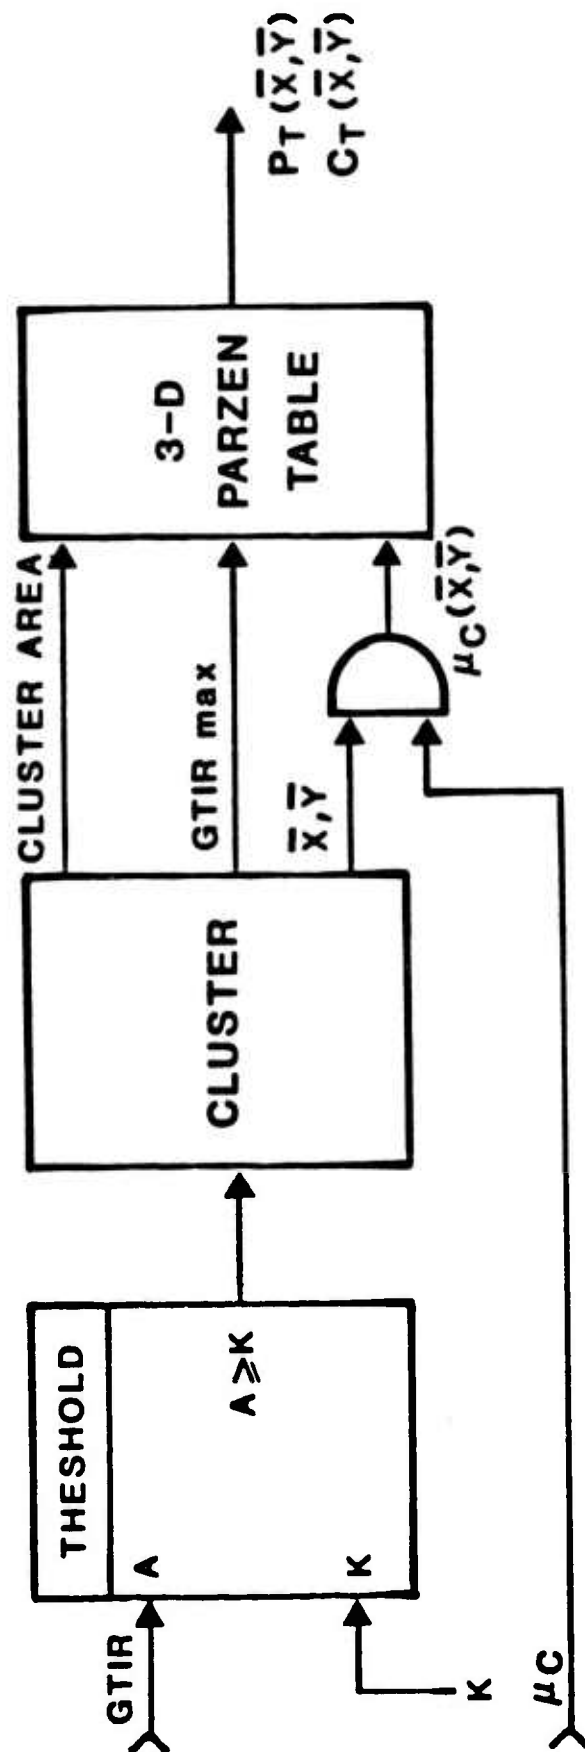 GTIR
K
μC
THESHOLD
A
K
A ⩾ K
CLUSTER
CLUSTER AREA
GTIR max
X̅,Y̅
μC(X̅,Y̅)
3-D
PARZEN
TABLE
PT(X̅,Y̅)
CT(X̅,Y̅)